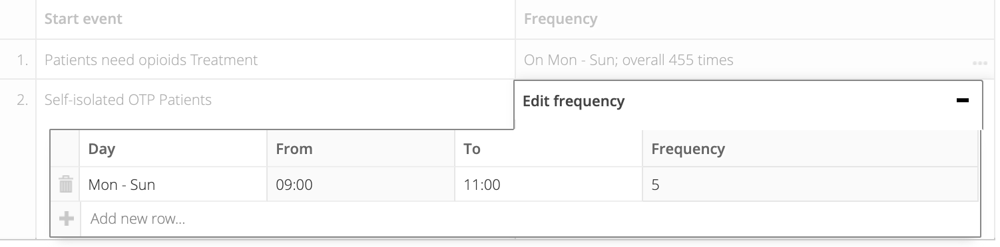 Start event Frequency
1. Patients need opioids Treatment On Mon - Sun; overall 455 times
2. Self-isolated OTP Patients Edit frequency
Day From To Frequency
Mon - Sun 09:00 11:00 5
Add new row...